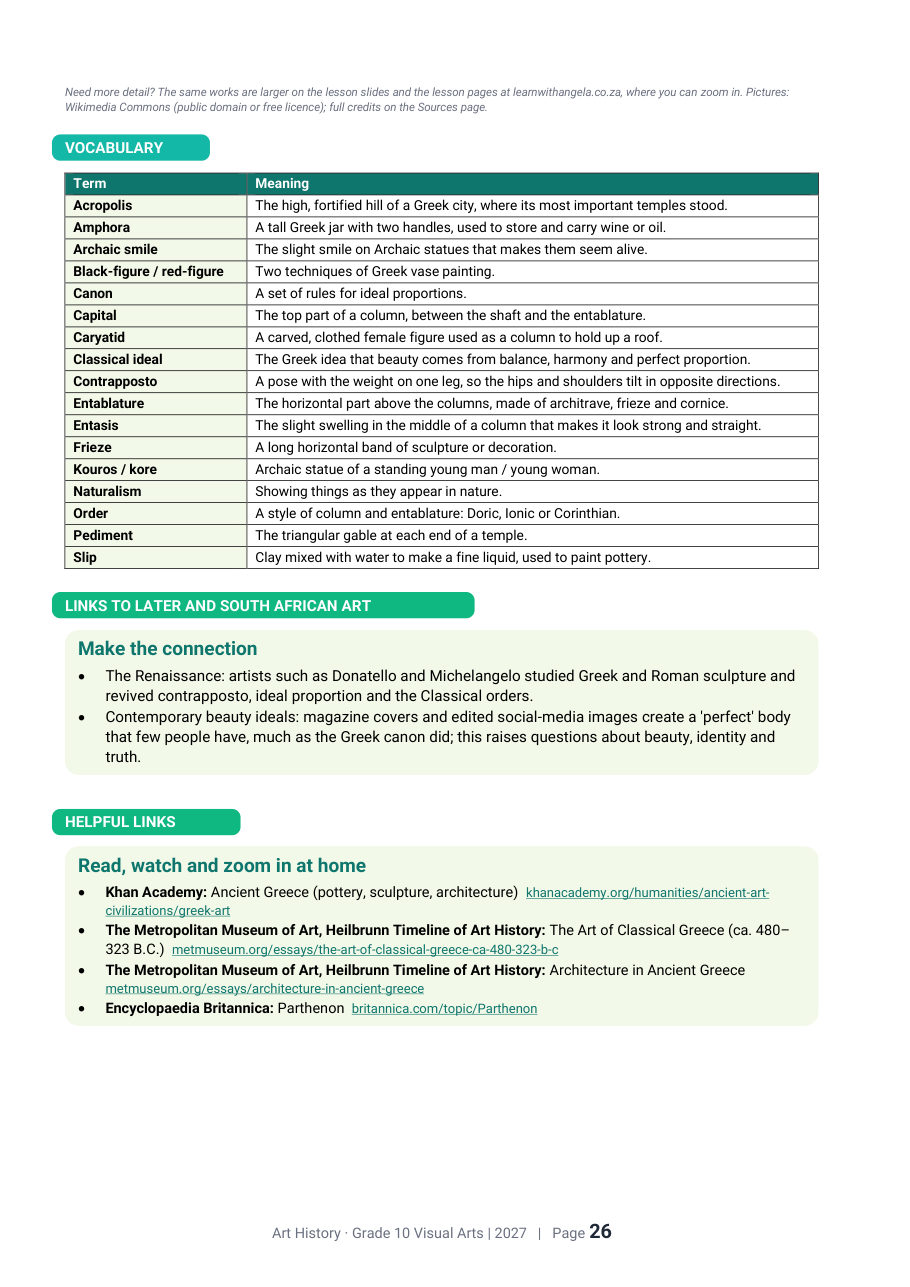 Need more detail? The same works are larger on the lesson slides and the lesson pages at learnwithangela.co.za, where you can zoom in. Pictures:
Wikimedia Commons (public domain or free licence); full credits on the Sources page.
VOCABULARY
Term Meaning
Acropolis The high, fortified hill of a Greek city, where its most important temples stood.
Amphora A tall Greek jar with two handles, used to store and carry wine or oil.
Archaic smile The slight smile on Archaic statues that makes them seem alive.
Black-figure / red-figure Two techniques of Greek vase painting.
Canon A set of rules for ideal proportions.
Capital The top part of a column, between the shaft and the entablature.
Caryatid A carved, clothed female figure used as a column to hold up a roof.
Classical ideal The Greek idea that beauty comes from balance, harmony and perfect proportion.
Contrapposto A pose with the weight on one leg, so the hips and shoulders tilt in opposite directions.
Entablature The horizontal part above the columns, made of architrave, frieze and cornice.
Entasis The slight swelling in the middle of a column that makes it look strong and straight.
Frieze A long horizontal band of sculpture or decoration.
Kouros / kore Archaic statue of a standing young man / young woman.
Naturalism Showing things as they appear in nature.
Order A style of column and entablature: Doric, Ionic or Corinthian.
Pediment The triangular gable at each end of a temple.
Slip Clay mixed with water to make a fine liquid, used to paint pottery.
LINKS TO LATER AND SOUTH AFRICAN ART
Make the connection
• The Renaissance: artists such as Donatello and Michelangelo studied Greek and Roman sculpture and
revived contrapposto, ideal proportion and the Classical orders.
• Contemporary beauty ideals: magazine covers and edited social-media images create a 'perfect' body
that few people have, much as the Greek canon did; this raises questions about beauty, identity and
truth.
HELPFUL LINKS
Read, watch and zoom in at home
• Khan Academy: Ancient Greece (pottery, sculpture, architecture) khanacademy.org/humanities/ancient-art-
civilizations/greek-art
• The Metropolitan Museum of Art, Heilbrunn Timeline of Art History: The Art of Classical Greece (ca. 480–
323 B.C.) metmuseum.org/essays/the-art-of-classical-greece-ca-480-323-b-c
• The Metropolitan Museum of Art, Heilbrunn Timeline of Art History: Architecture in Ancient Greece
metmuseum.org/essays/architecture-in-ancient-greece
• Encyclopaedia Britannica: Parthenon britannica.com/topic/Parthenon
Art History · Grade 10 Visual Arts | 2027 | Page 26